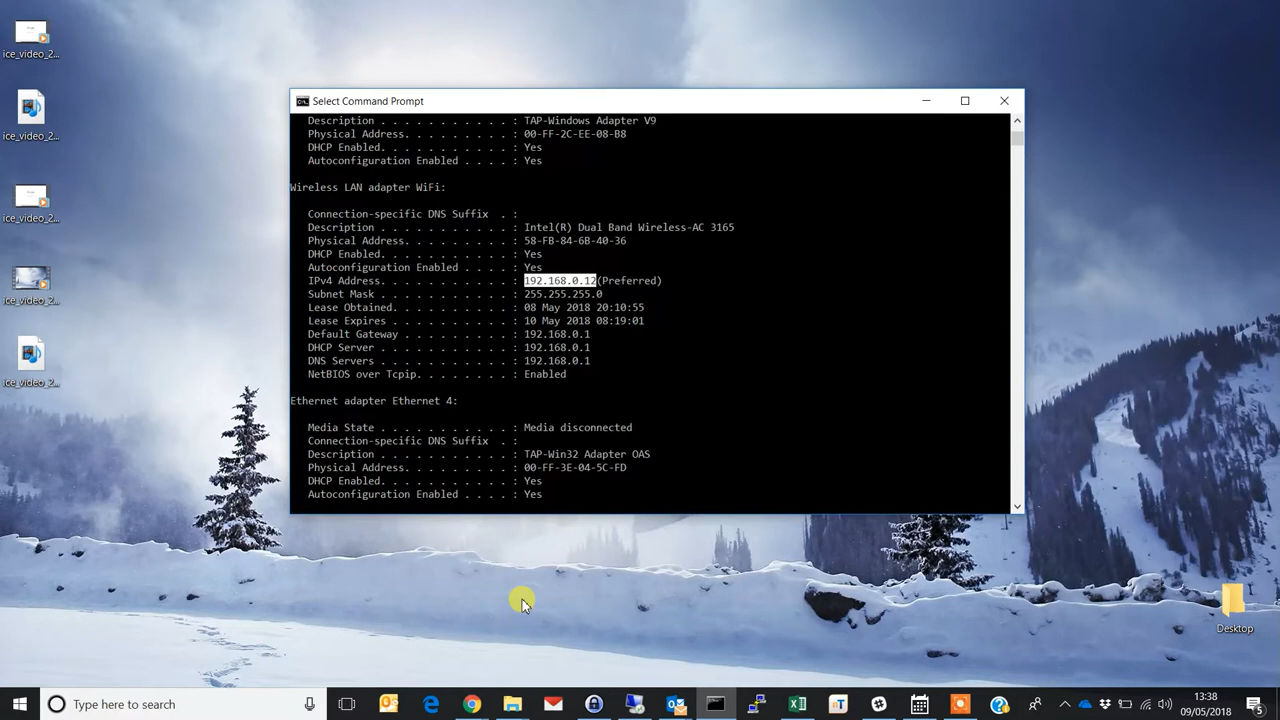 ice_video_2...
ice_video_2...
ice_video_2...
ice_video_2...
ice_video_2...
Select Command Prompt
Description . . . . . . . . . . . : TAP-Windows Adapter V9
Physical Address. . . . . . . . . : 00-FF-2C-EE-08-B8
DHCP Enabled. . . . . . . . . . . : Yes
Autoconfiguration Enabled . . . . : Yes
Wireless LAN adapter WiFi:
Connection-specific DNS Suffix . :
Description . . . . . . . . . . . : Intel(R) Dual Band Wireless-AC 3165
Physical Address. . . . . . . . . : 58-FB-84-6B-40-36
DHCP Enabled. . . . . . . . . . . : Yes
Autoconfiguration Enabled . . . . : Yes
IPv4 Address. . . . . . . . . . . : 192.168.0.12(Preferred)
Subnet Mask . . . . . . . . . . . : 255.255.255.0
Lease Obtained. . . . . . . . . . : 08 May 2018 20:10:55
Lease Expires . . . . . . . . . . : 10 May 2018 08:19:01
Default Gateway . . . . . . . . . : 192.168.0.1
DHCP Server . . . . . . . . . . . : 192.168.0.1
DNS Servers . . . . . . . . . . . : 192.168.0.1
NetBIOS over Tcpip. . . . . . . . : Enabled
Ethernet adapter Ethernet 4:
Media State . . . . . . . . . . . : Media disconnected
Connection-specific DNS Suffix . :
Description . . . . . . . . . . . : TAP-Win32 Adapter OAS
Physical Address. . . . . . . . . : 00-FF-3E-04-5C-FD
DHCP Enabled. . . . . . . . . . . : Yes
Autoconfiguration Enabled . . . . : Yes
Desktop
Type here to search
13:38
09/05/2018
5